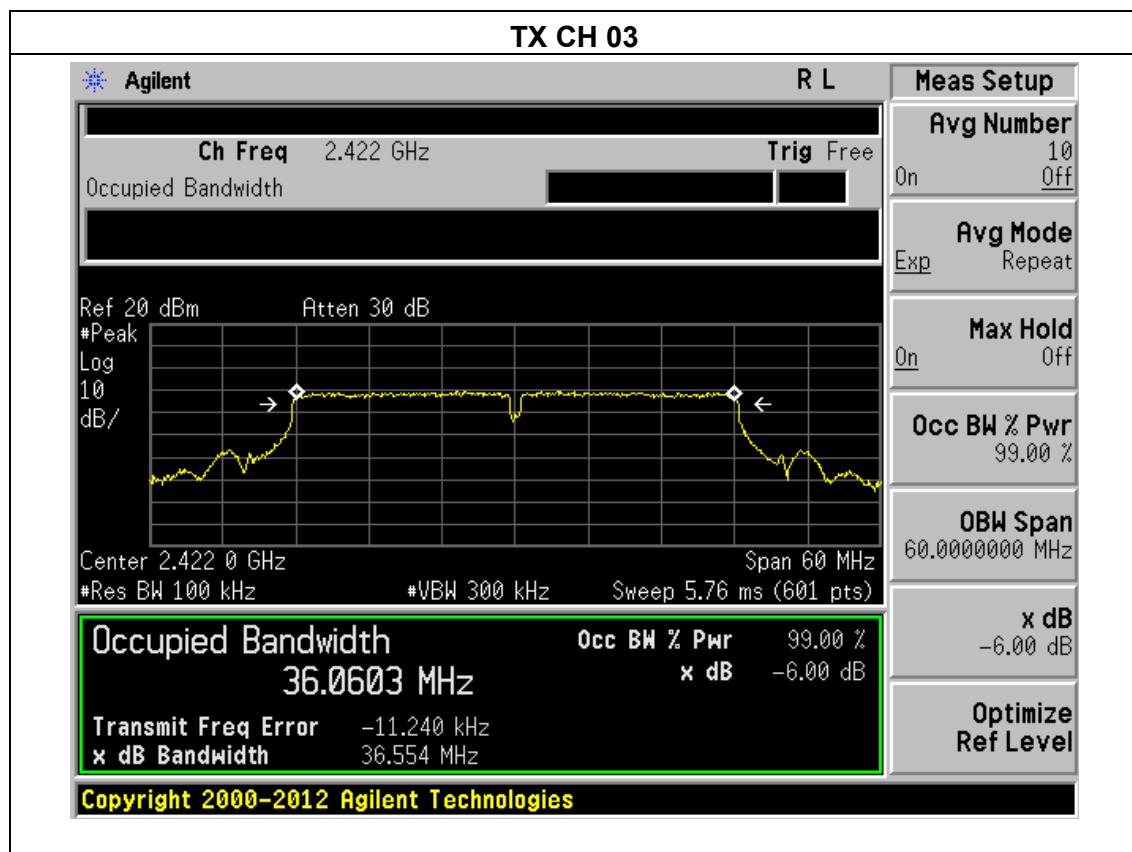 TX CH 03
Agilent R L
Ch Freq 2.422 GHz Trig Free
Occupied Bandwidth
Ref 20 dBm Atten 30 dB
#Peak
Log
10
dB/
Center 2.422 0 GHz Span 60 MHz
#Res BW 100 kHz #VBW 300 kHz Sweep 5.76 ms (601 pts)
Occupied Bandwidth Occ BW % Pwr 99.00 %
36.0603 MHz x dB -6.00 dB
Transmit Freq Error -11.240 kHz
x dB Bandwidth 36.554 MHz
Copyright 2000-2012 Agilent Technologies
Meas Setup
Avg Number
10
On Off
Avg Mode
Exp Repeat
Max Hold
On Off
Occ BW % Pwr
99.00 %
OBW Span
60.0000000 MHz
x dB
-6.00 dB
Optimize
Ref Level